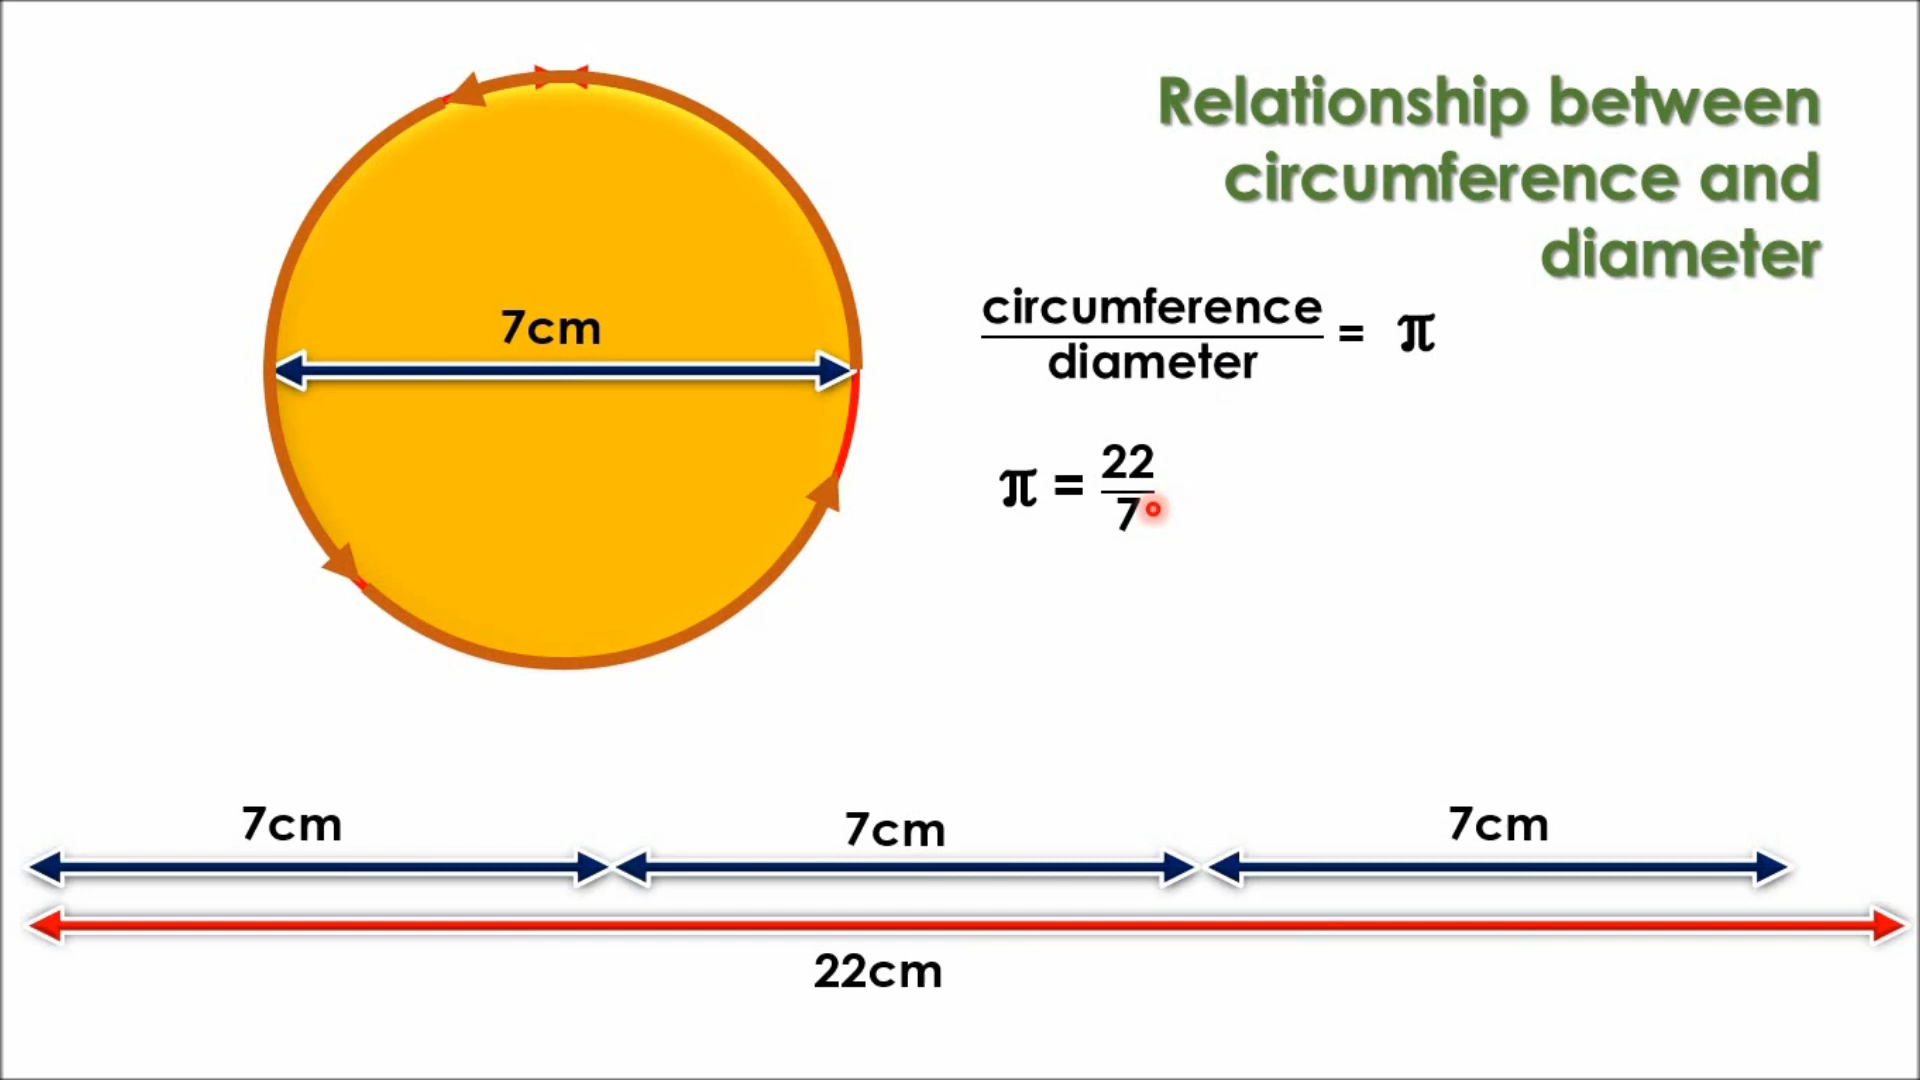 Relationship between
circumference and
diameter
7cm
circumference
diameter
= π
π = 22
7
7cm
7cm
7cm
22cm